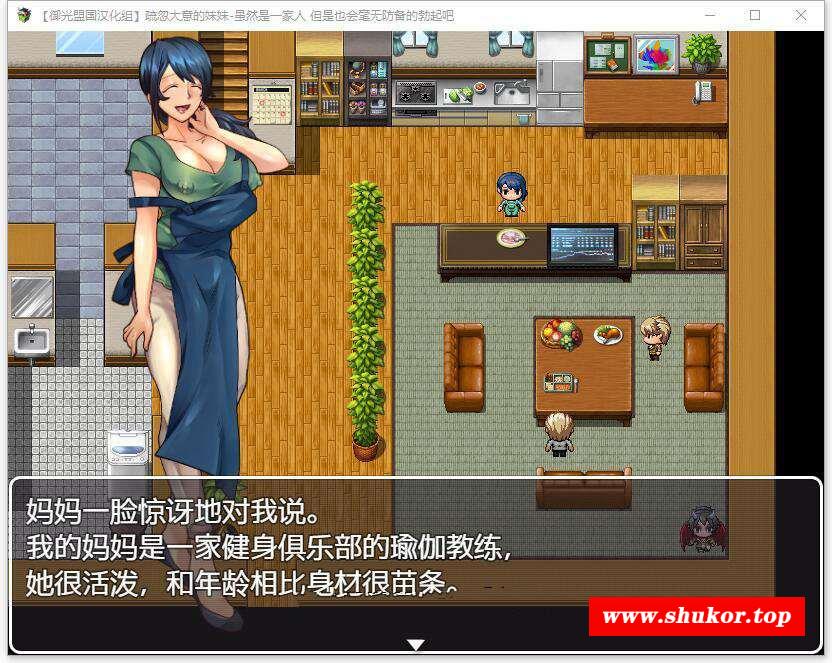 【御光盟国汉化组】疏忽大意的妹妹-虽然是一家人 但是也会毫无防备的勃起吧
妈妈一脸惊讶地对我说。
我的妈妈是一家健身俱乐部的瑜伽教练，
她很活泼，和年龄相比身材很苗条。
www.shukor.top